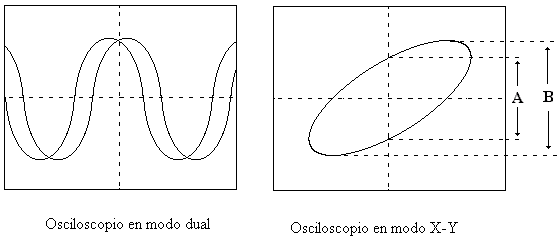 A
B
Osciloscopio en modo dual
Osciloscopio en modo X-Y